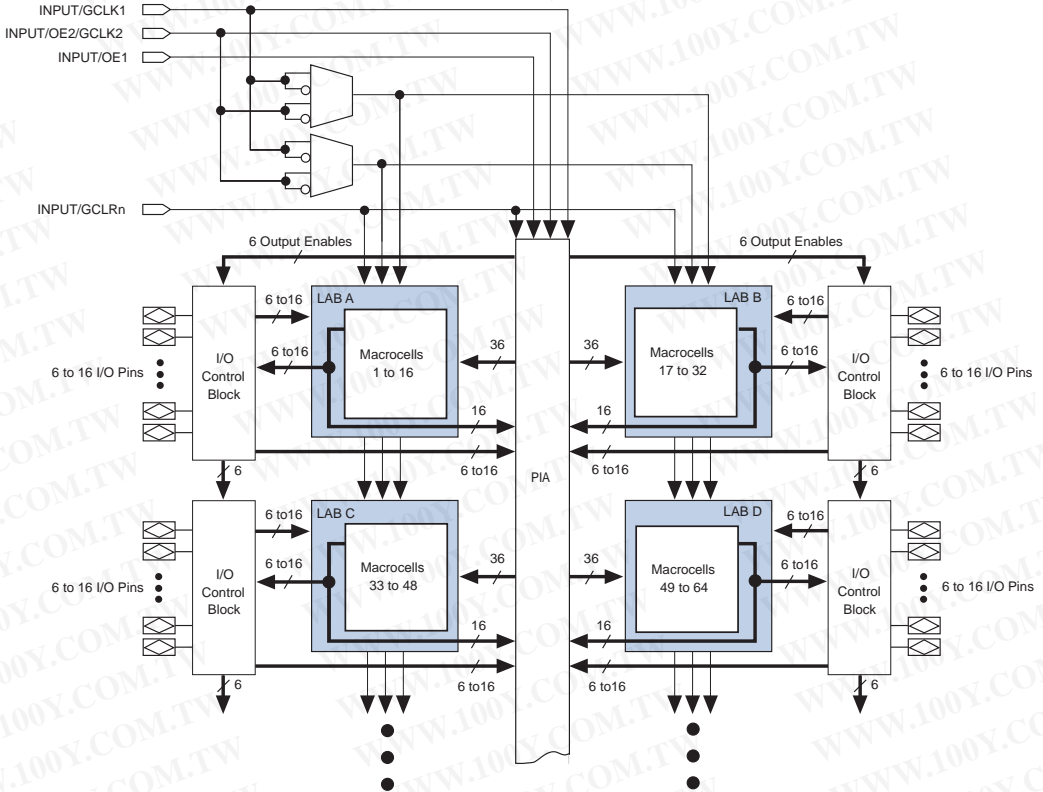 INPUT/GCLK1
INPUT/OE2/GCLK2
INPUT/OE1
INPUT/GCLRn
6 Output Enables
6 Output Enables
LAB A
LAB B
6 to16
6 to16
6 to 16 I/O Pins
I/O
Control
Block
6 to16
Macrocells
1 to 16
36
36
Macrocells
17 to 32
6 to16
I/O
Control
Block
6 to 16 I/O Pins
16
16
6 to16
6 to16
PIA
6
6
LAB C
LAB D
6 to16
6 to16
6 to 16 I/O Pins
I/O
Control
Block
6 to16
Macrocells
33 to 48
36
36
Macrocells
49 to 64
6 to16
I/O
Control
Block
6 to 16 I/O Pins
16
16
6 to16
6 to16
6
6
WWW.100Y.COM.TW